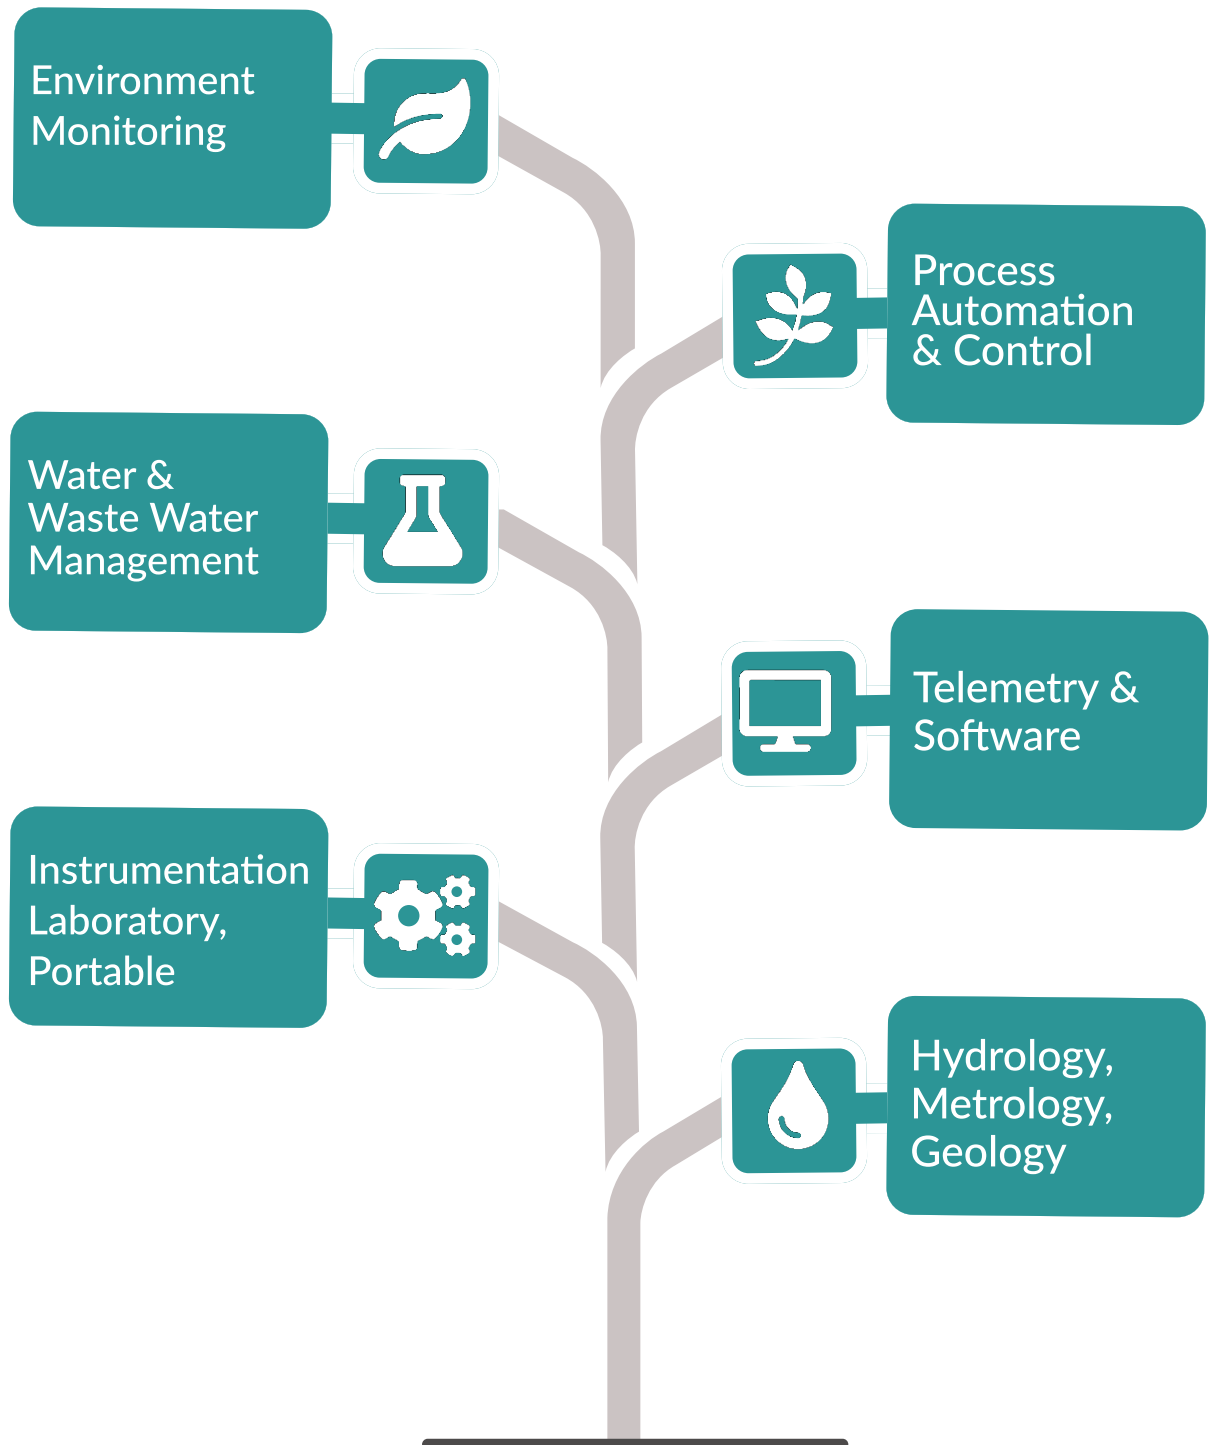 Environment
Monitoring
Process
Automation
& Control
Water &
Waste Water
Management
Telemetry &
Software
Instrumentation
Laboratory,
Portable
Hydrology,
Metrology,
Geology